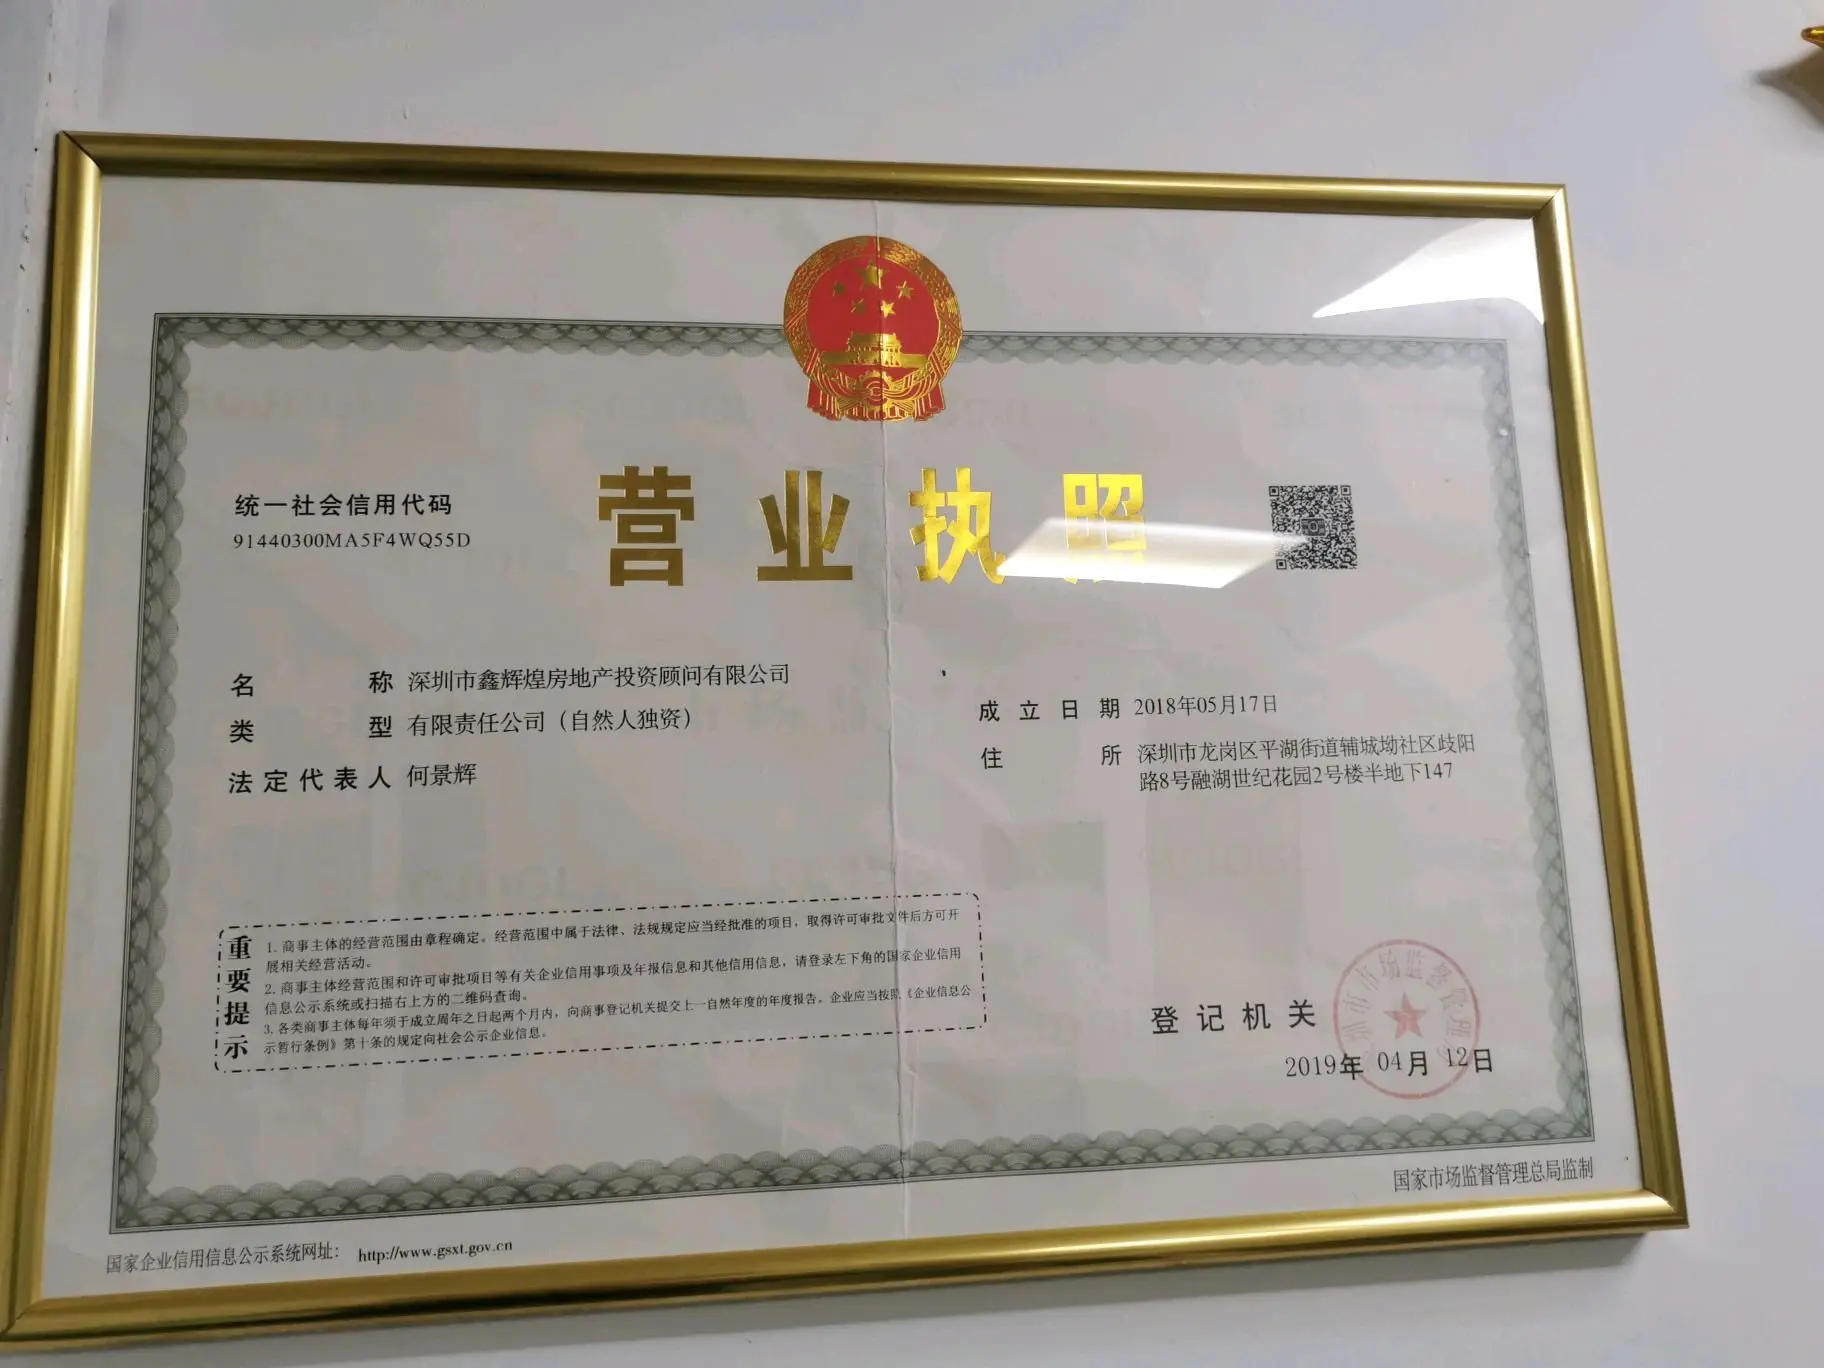 营业执照
统一社会信用代码
91440300MA5F4WQ55D
名称 深圳市鑫辉煌房地产投资顾问有限公司
类型 有限责任公司（自然人独资）
法定代表人 何景辉
成立日期 2018年05月17日
住所 深圳市龙岗区平湖街道辅城坳社区歧阳
路8号融湖世纪花园2号楼半地下147
重要提示
1. 商事主体的经营范围由章程确定。经营范围中属于法律、法规规定应当经批准的项目，取得许可审批文件后方可开
展相关经营活动。
2. 商事主体经营范围和许可审批项目等有关企业信用事项及年报信息和其他信用信息，请登录左下角的国家企业信用
信息公示系统或扫描右上方的二维码查询。
3. 各类商事主体每年须于成立周年之日起两个月内，向商事登记机关提交上一自然年度的年度报告。企业应当按照《企业信息公
示暂行条例》第十条的规定向社会公示企业信息。
登记机关
2019年04月12日
国家企业信用信息公示系统网址： http://www.gsxt.gov.cn
国家市场监督管理总局监制